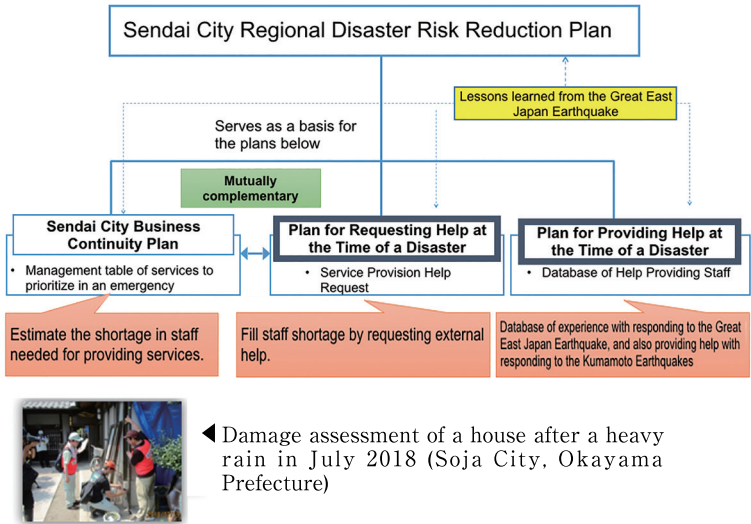 Sendai City Regional Disaster Risk Reduction Plan
Lessons learned from the Great East
Japan Earthquake
Serves as a basis for
the plans below
Mutually
complementary
Sendai City Business
Continuity Plan
• Management table of services to
prioritize in an emergency
Plan for Requesting Help at
the Time of a Disaster
• Service Provision Help
Request
Plan for Providing Help at
the Time of a Disaster
• Database of Help Providing Staff
Estimate the shortage in staff
needed for providing services.
Fill staff shortage by requesting external
help.
Database of experience with responding to the Great
East Japan Earthquake, and also providing help with
responding to the Kumamoto Earthquakes
Damage assessment of a house after a heavy
rain in July 2018 (Soja City, Okayama
Prefecture)